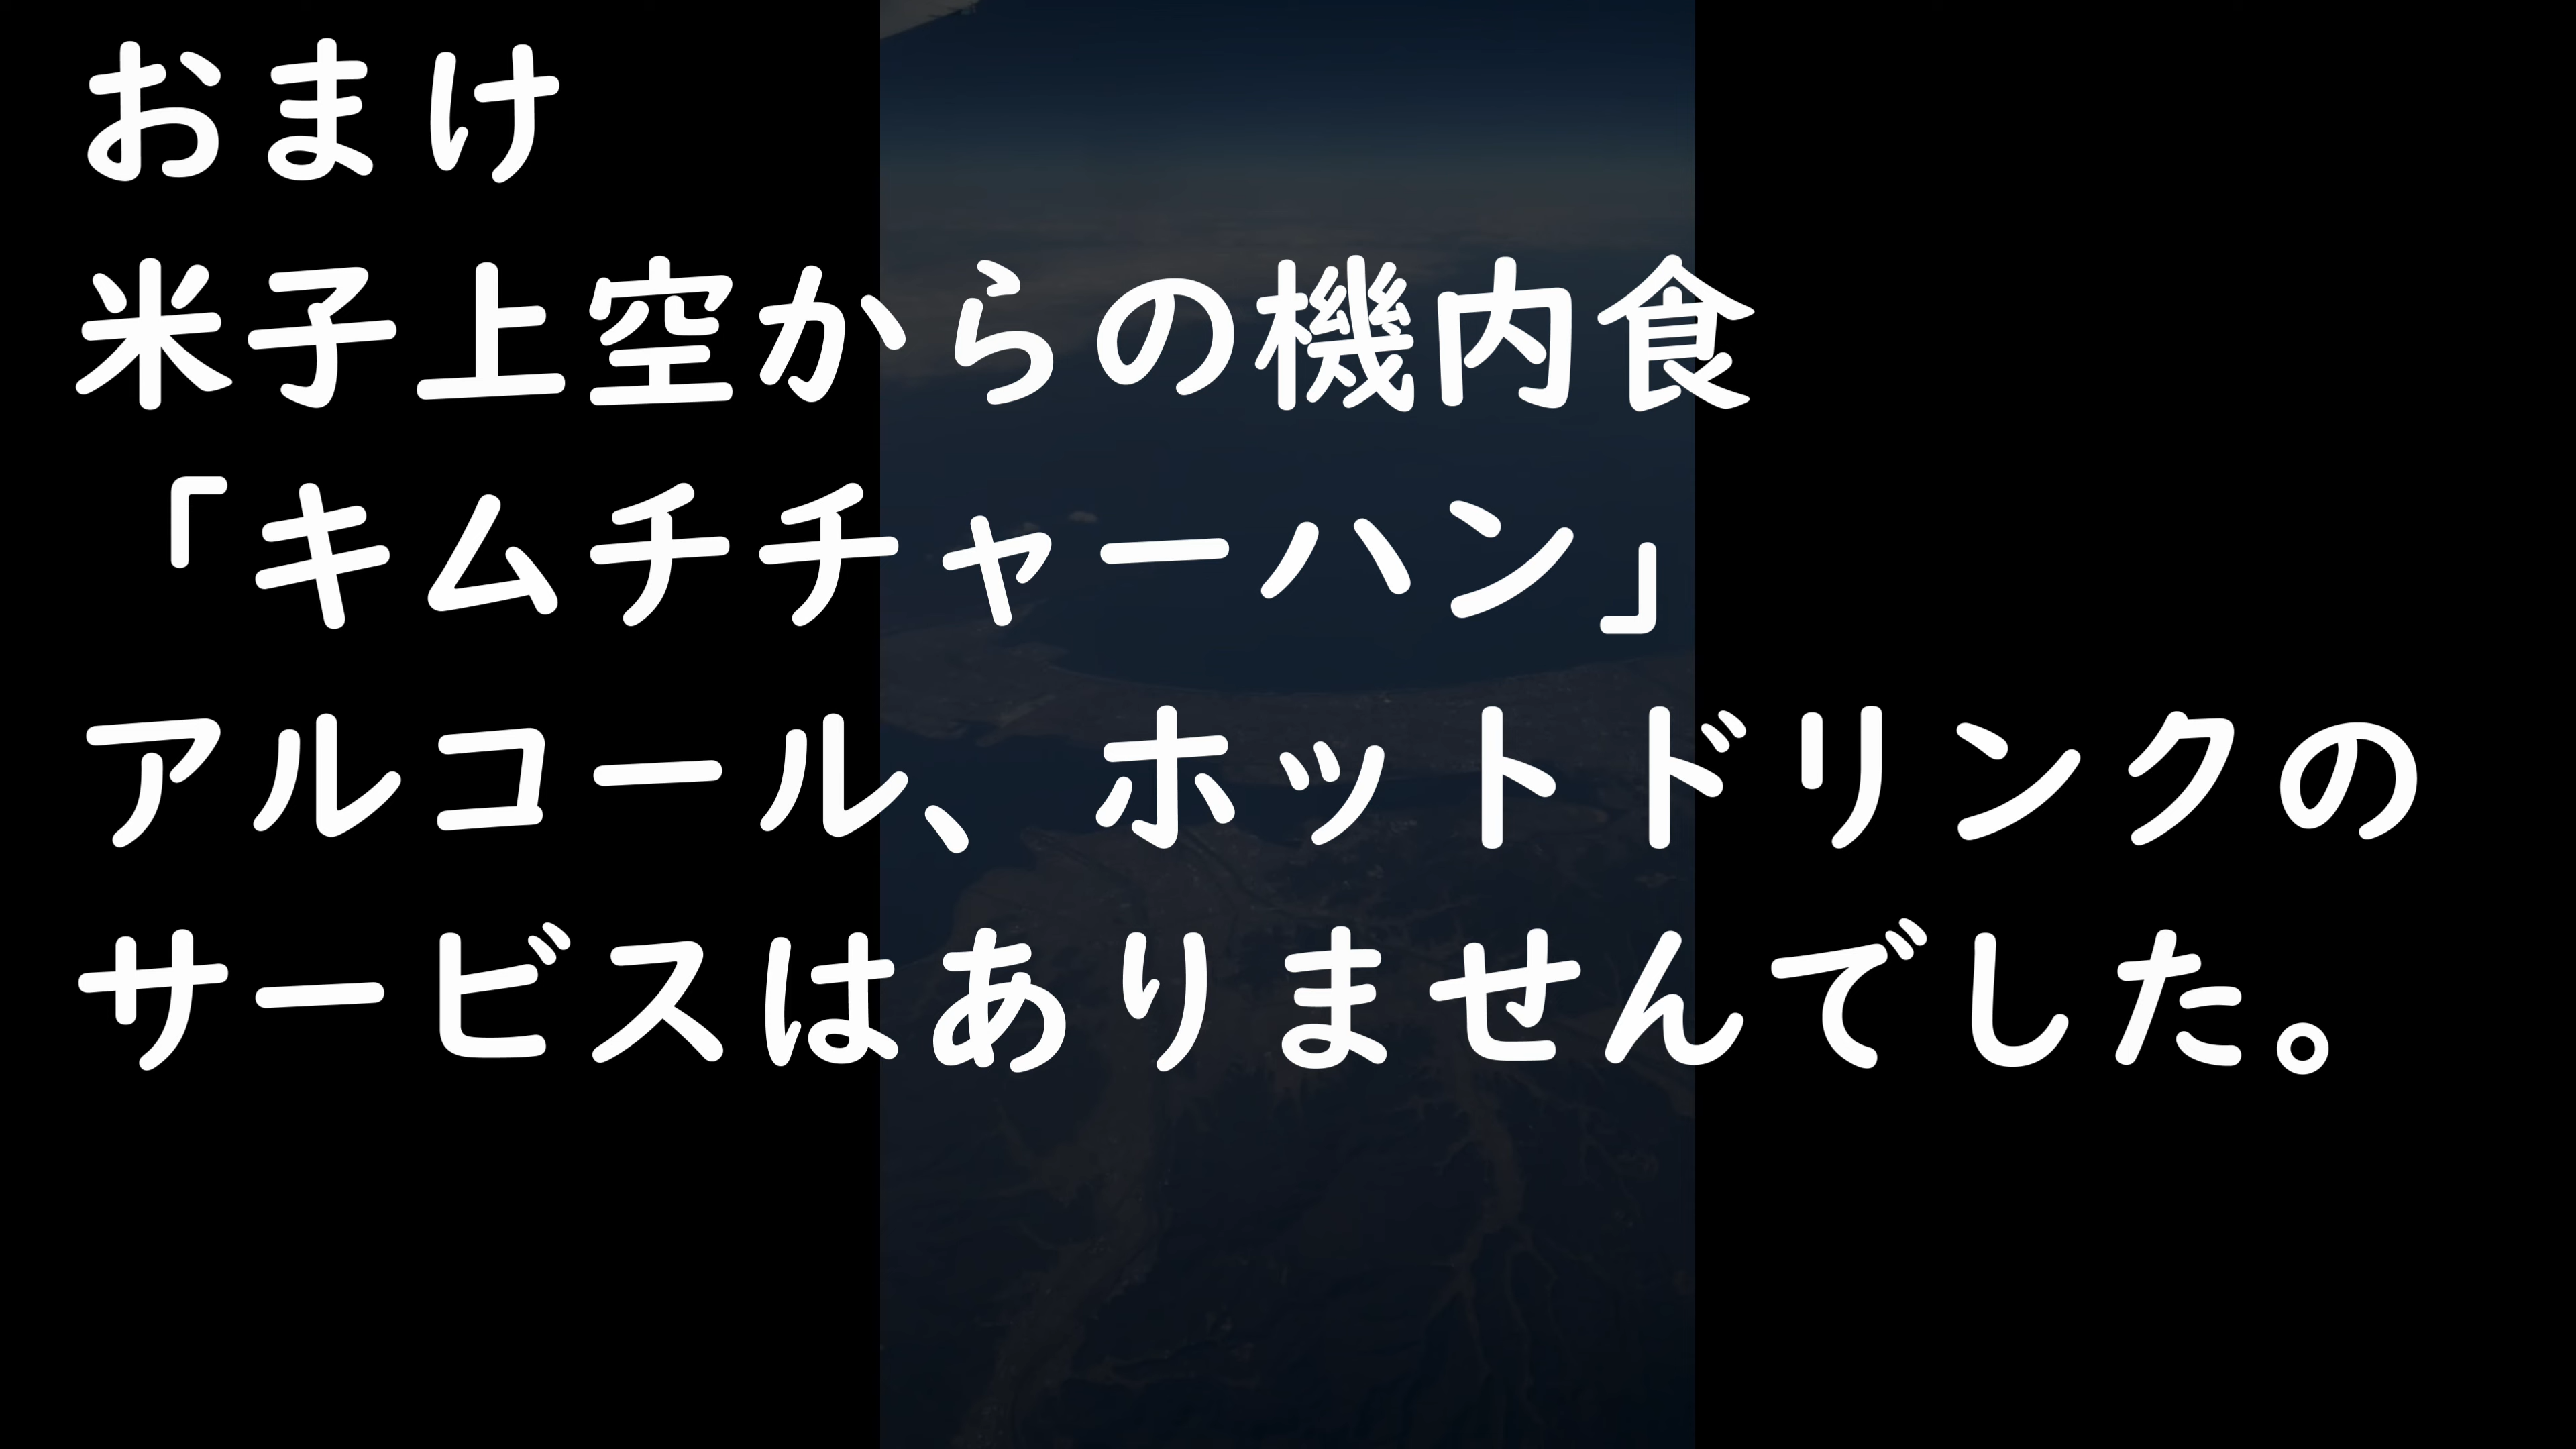 おまけ
米子上空からの機内食
「キムチチャーハン」
アルコール、ホットドリンクの
サービスはありませんでした。